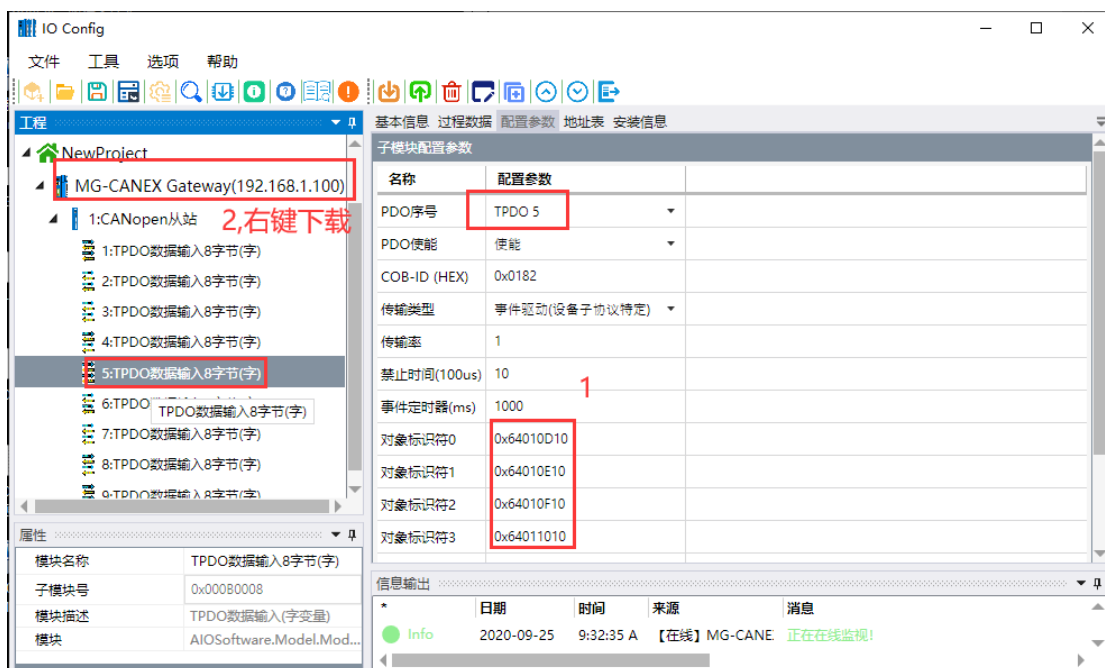 IO Config
文件 工具 选项 帮助
工程
NewProject
MG-CANEX Gateway(192.168.1.100)
1:CANopen从站
2,右键下载
1:TPDO数据输入8字节(字)
2:TPDO数据输入8字节(字)
3:TPDO数据输入8字节(字)
4:TPDO数据输入8字节(字)
5:TPDO数据输入8字节(字)
6:TPDO
TPDO数据输入8字节(字)
7:TPDO数据输入8字节(字)
8:TPDO数据输入8字节(字)
9:TPDO数据输入8字节(字)
属性
模块名称 TPDO数据输入8字节(字)
子模块号 0x000B0008
模块描述 TPDO数据输入(字变量)
模块 AIOSoftware.Model.Mod...
基本信息 过程数据 配置参数 地址表 安装信息
子模块配置参数
名称 配置参数
PDO序号 TPDO 5
PDO使能 使能
COB-ID (HEX) 0x0182
传输类型 事件驱动(设备子协议特定)
传输率 1
禁止时间(100us) 10
1
事件定时器(ms) 1000
对象标识符0 0x64010D10
对象标识符1 0x64010E10
对象标识符2 0x64010F10
对象标识符3 0x64011010
信息输出
* 日期 时间 来源 消息
Info 2020-09-25 9:32:35 A 【在线】MG-CANE 正在在线监视!